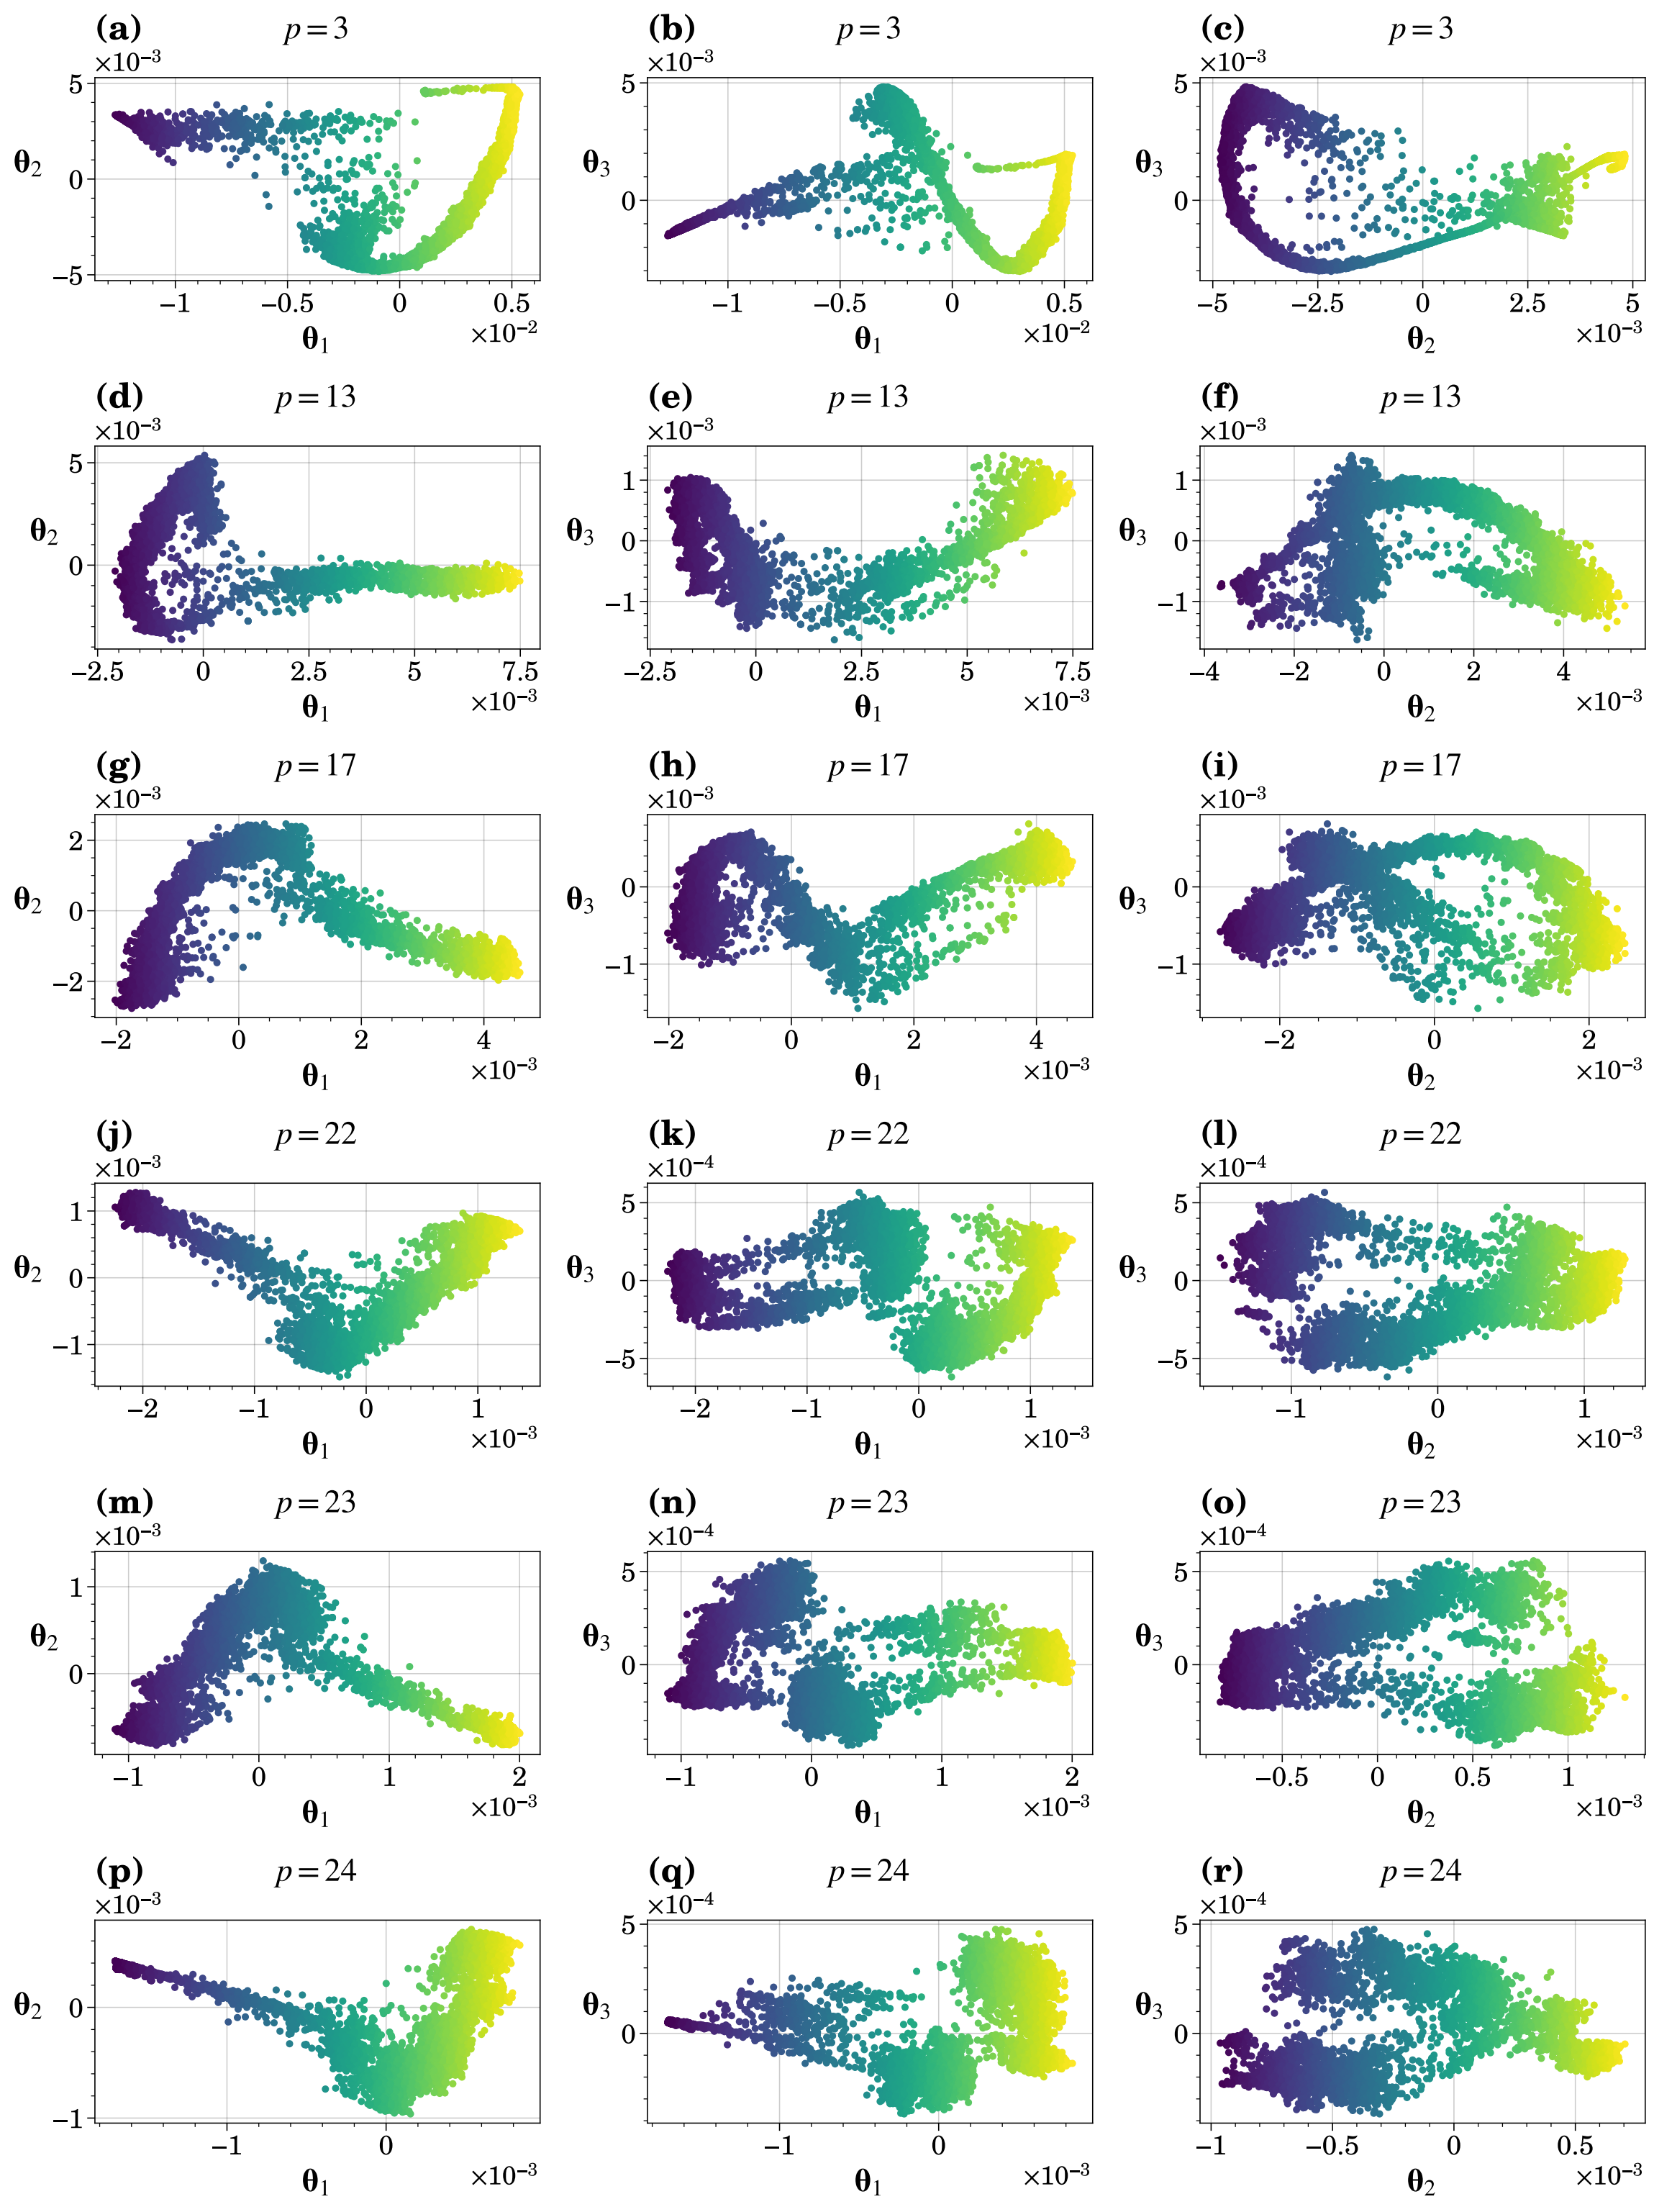 (a) p = 3 (b) p = 3 (c) p = 3
×10⁻³ ×10⁻³ ×10⁻³
5 5 5
θ₂ 0 θ₃ 0 θ₃ 0
−5
−1 −0.5 0 0.5 −1 −0.5 0 0.5 −5 −2.5 0 2.5 5
θ₁ ×10⁻² θ₁ ×10⁻² θ₂ ×10⁻³
(d) p = 13 (e) p = 13 (f) p = 13
×10⁻³ ×10⁻³ ×10⁻³
5 1 1
θ₂ 0 θ₃ 0 θ₃ 0
−1 −1
−2.5 0 2.5 5 7.5 −2.5 0 2.5 5 7.5 −4 −2 0 2 4
θ₁ ×10⁻³ θ₁ ×10⁻³ θ₂ ×10⁻³
(g) p = 17 (h) p = 17 (i) p = 17
×10⁻³ ×10⁻³ ×10⁻³
2
θ₂ 0 θ₃ 0 θ₃ 0
−2 −1 −1
−2 0 2 4 −2 0 2 4 −2 0 2
θ₁ ×10⁻³ θ₁ ×10⁻³ θ₂ ×10⁻³
(j) p = 22 (k) p = 22 (l) p = 22
×10⁻³ ×10⁻⁴ ×10⁻⁴
1 5 5
θ₂ 0 θ₃ 0 θ₃ 0
−1 −5 −5
−2 −1 0 1 −2 −1 0 1 −1 0 1
θ₁ ×10⁻³ θ₁ ×10⁻³ θ₂ ×10⁻³
(m) p = 23 (n) p = 23 (o) p = 23
×10⁻³ ×10⁻⁴ ×10⁻⁴
1 5 5
θ₂ 0 θ₃ 0 θ₃ 0
−1 0 1 2 −1 0 1 2 −0.5 0 0.5 1
θ₁ ×10⁻³ θ₁ ×10⁻³ θ₂ ×10⁻³
(p) p = 24 (q) p = 24 (r) p = 24
×10⁻³ ×10⁻⁴ ×10⁻⁴
5 5
θ₂ 0 θ₃ 0 θ₃ 0
−1
−1 0 −1 0 −1 −0.5 0 0.5
θ₁ ×10⁻³ θ₁ ×10⁻³ θ₂ ×10⁻³